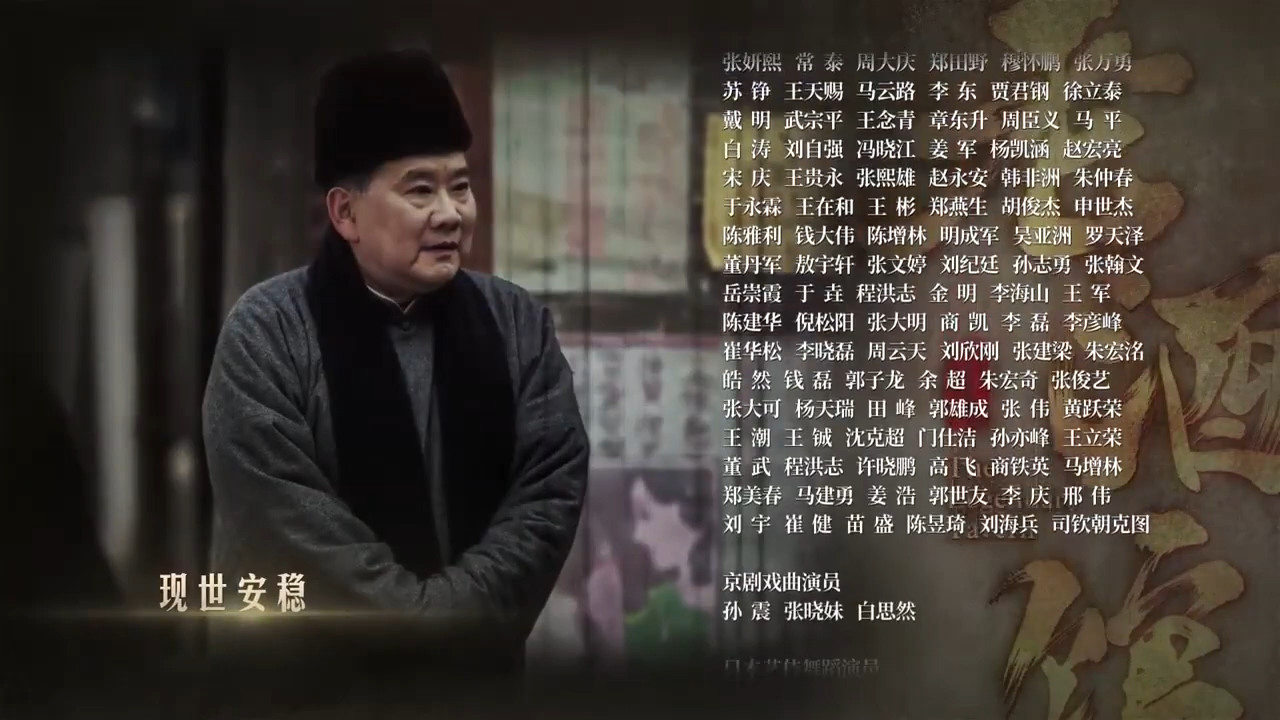 张妍熙 常 泰 周大庆 郑田野 穆怀鹏 张万勇
苏 铮 王天赐 马云路 李 东 贾君钢 徐立泰
戴 明 武宗平 王念青 章东升 周臣义 马 平
白 涛 刘自强 冯晓江 姜 军 杨凯涵 赵宏亮
宋 庆 王贵永 张熙雄 赵永安 韩非洲 朱仲春
于永霖 王在和 王 彬 郑燕生 胡俊杰 申世杰
陈雅利 钱大伟 陈增林 明成军 吴亚洲 罗天泽
董丹军 敖宇轩 张文婷 刘纪廷 孙志勇 张翰文
岳崇霞 于 垚 程洪志 金 明 李海山 王 军
陈建华 倪松阳 张大明 商 凯 李 磊 李彦峰
崔华松 李晓磊 周云天 刘欣刚 张建梁 朱宏洺
皓 然 钱 磊 郭子龙 余 超 朱宏奇 张俊艺
张大可 杨天瑞 田 峰 郭雄成 张 伟 黄跃荣
王 潮 王 铖 沈克超 门仕洁 孙亦峰 王立荣
董 武 程洪志 许晓鹏 高 飞 商铁英 马增林
郑美春 马建勇 姜 浩 郭世友 李 庆 邢 伟
刘 宇 崔 健 苗 盛 陈昱琦 刘海兵 司钦朝克图
京剧戏曲演员
孙 震 张晓妹 白思然
日本艺伎舞蹈演员
现世安稳
酒馆